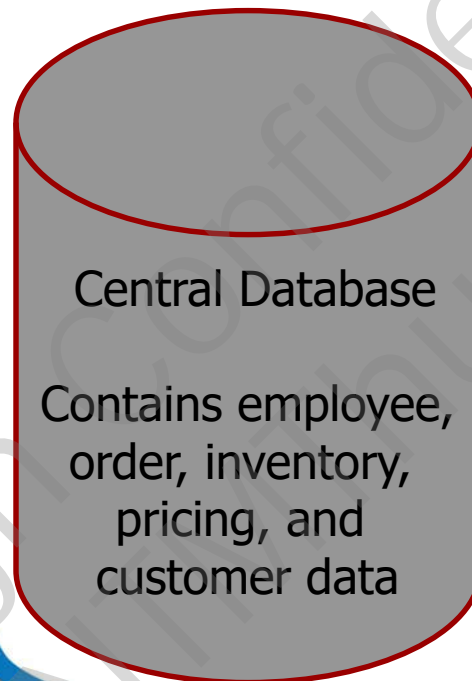 Central Database
Contains employee,
order, inventory,
pricing, and
customer data